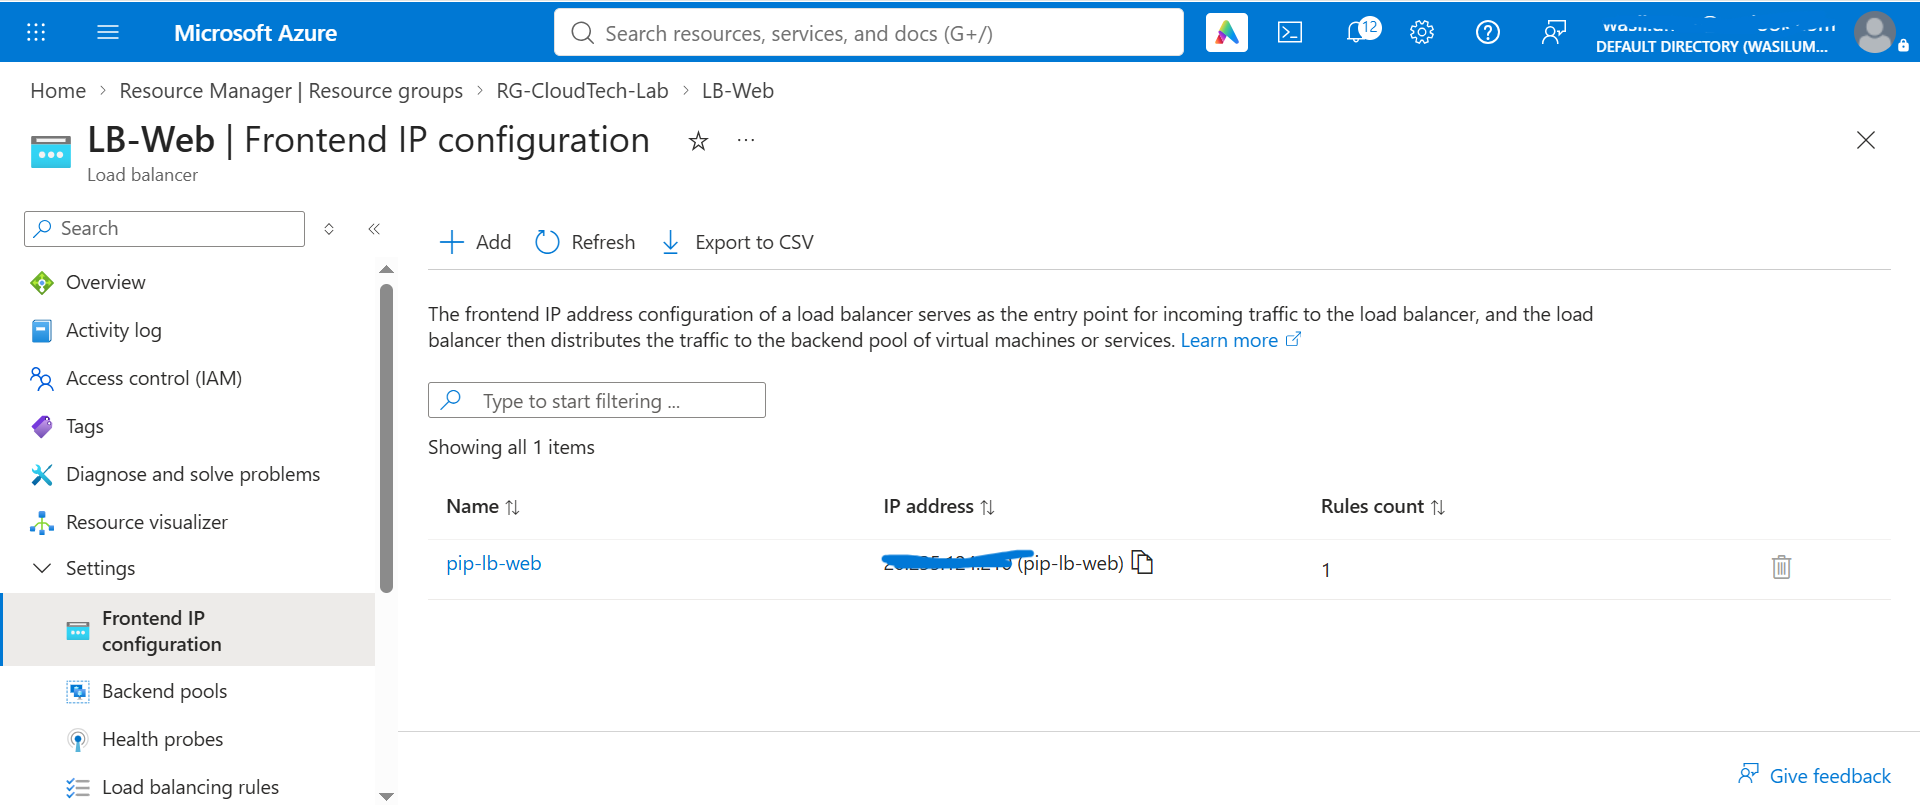 Microsoft Azure
Search resources, services, and docs (G+/)
12
DEFAULT DIRECTORY (WASILUM...
Home > Resource Manager | Resource groups > RG-CloudTech-Lab > LB-Web
LB-Web | Frontend IP configuration
Load balancer
Search
Overview
Activity log
Access control (IAM)
Tags
Diagnose and solve problems
Resource visualizer
Settings
Frontend IP
configuration
Backend pools
Health probes
Load balancing rules
Add
Refresh
Export to CSV
The frontend IP address configuration of a load balancer serves as the entry point for incoming traffic to the load balancer, and the load
balancer then distributes the traffic to the backend pool of virtual machines or services. Learn more
Type to start filtering ...
Showing all 1 items
Name IP address Rules count
pip-lb-web (pip-lb-web) 1
Give feedback